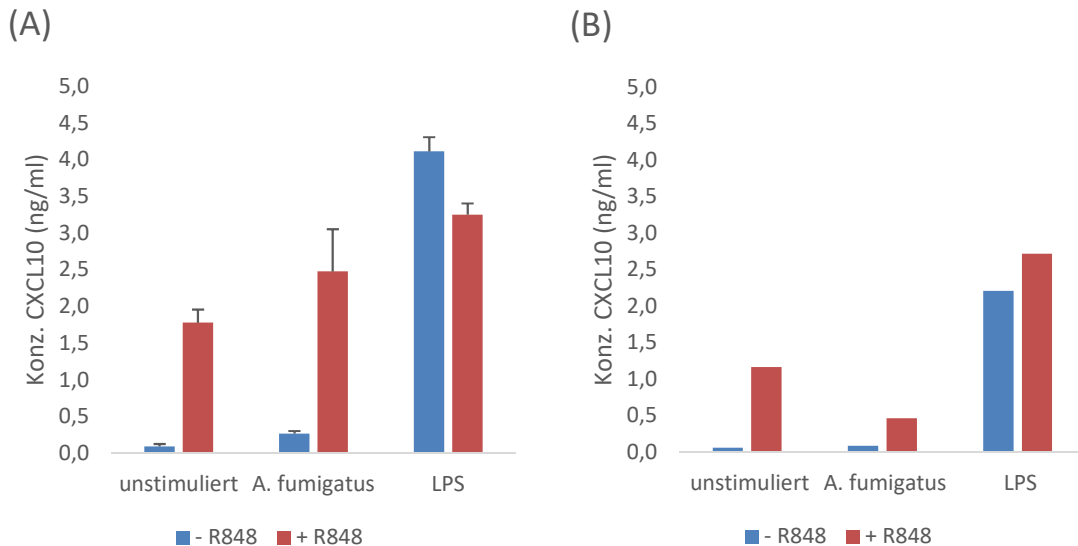 (A)
Konz. CXCL10 (ng/ml)
5,0
4,5
4,0
3,5
3,0
2,5
2,0
1,5
1,0
0,5
0,0
unstimuliert A. fumigatus LPS
- R848 + R848
(B)
Konz. CXCL10 (ng/ml)
5,0
4,5
4,0
3,5
3,0
2,5
2,0
1,5
1,0
0,5
0,0
unstimuliert A. fumigatus LPS
- R848 + R848